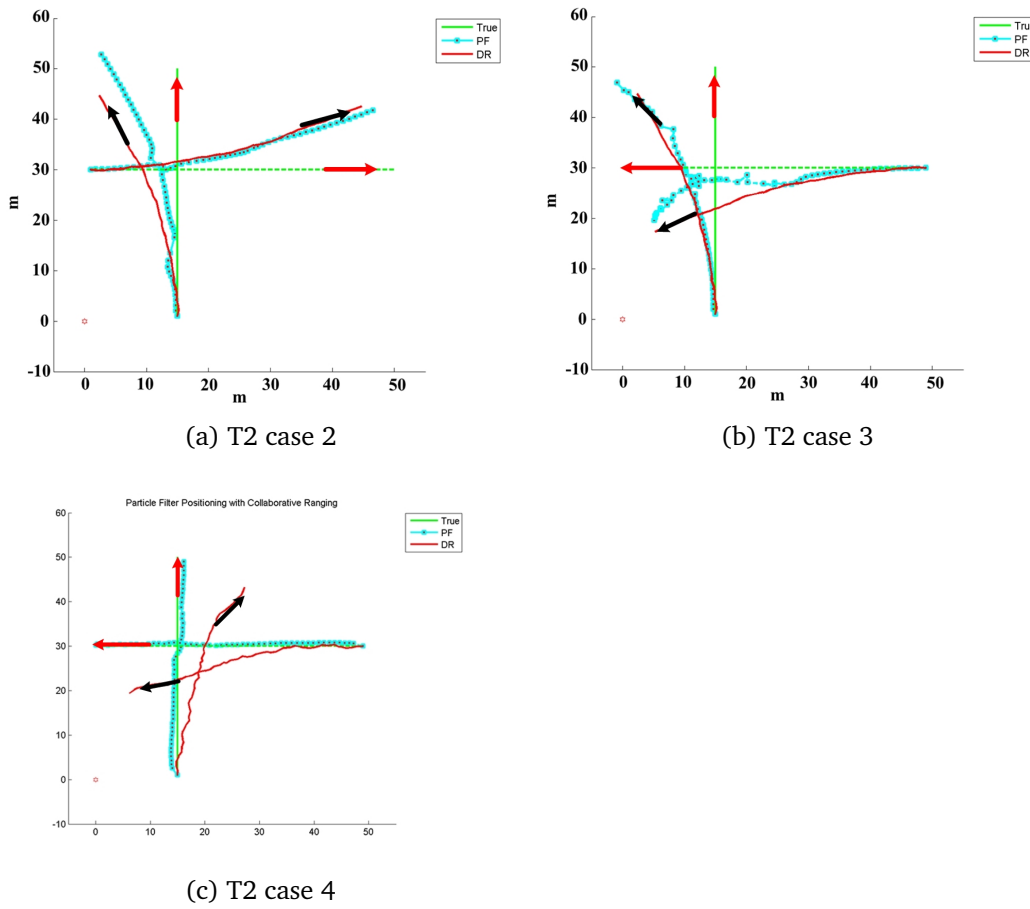 60
50
40
30
20
10
0
-10
m
0 10 20 30 40 50
m
True
PF
DR
(a) T2 case 2
60
50
40
30
20
10
0
-10
m
0 10 20 30 40 50
m
True
PF
DR
(b) T2 case 3
Particle Filter Positioning with Collaborative Ranging
60
50
40
30
20
10
0
-10
0 10 20 30 40 50
True
PF
DR
(c) T2 case 4